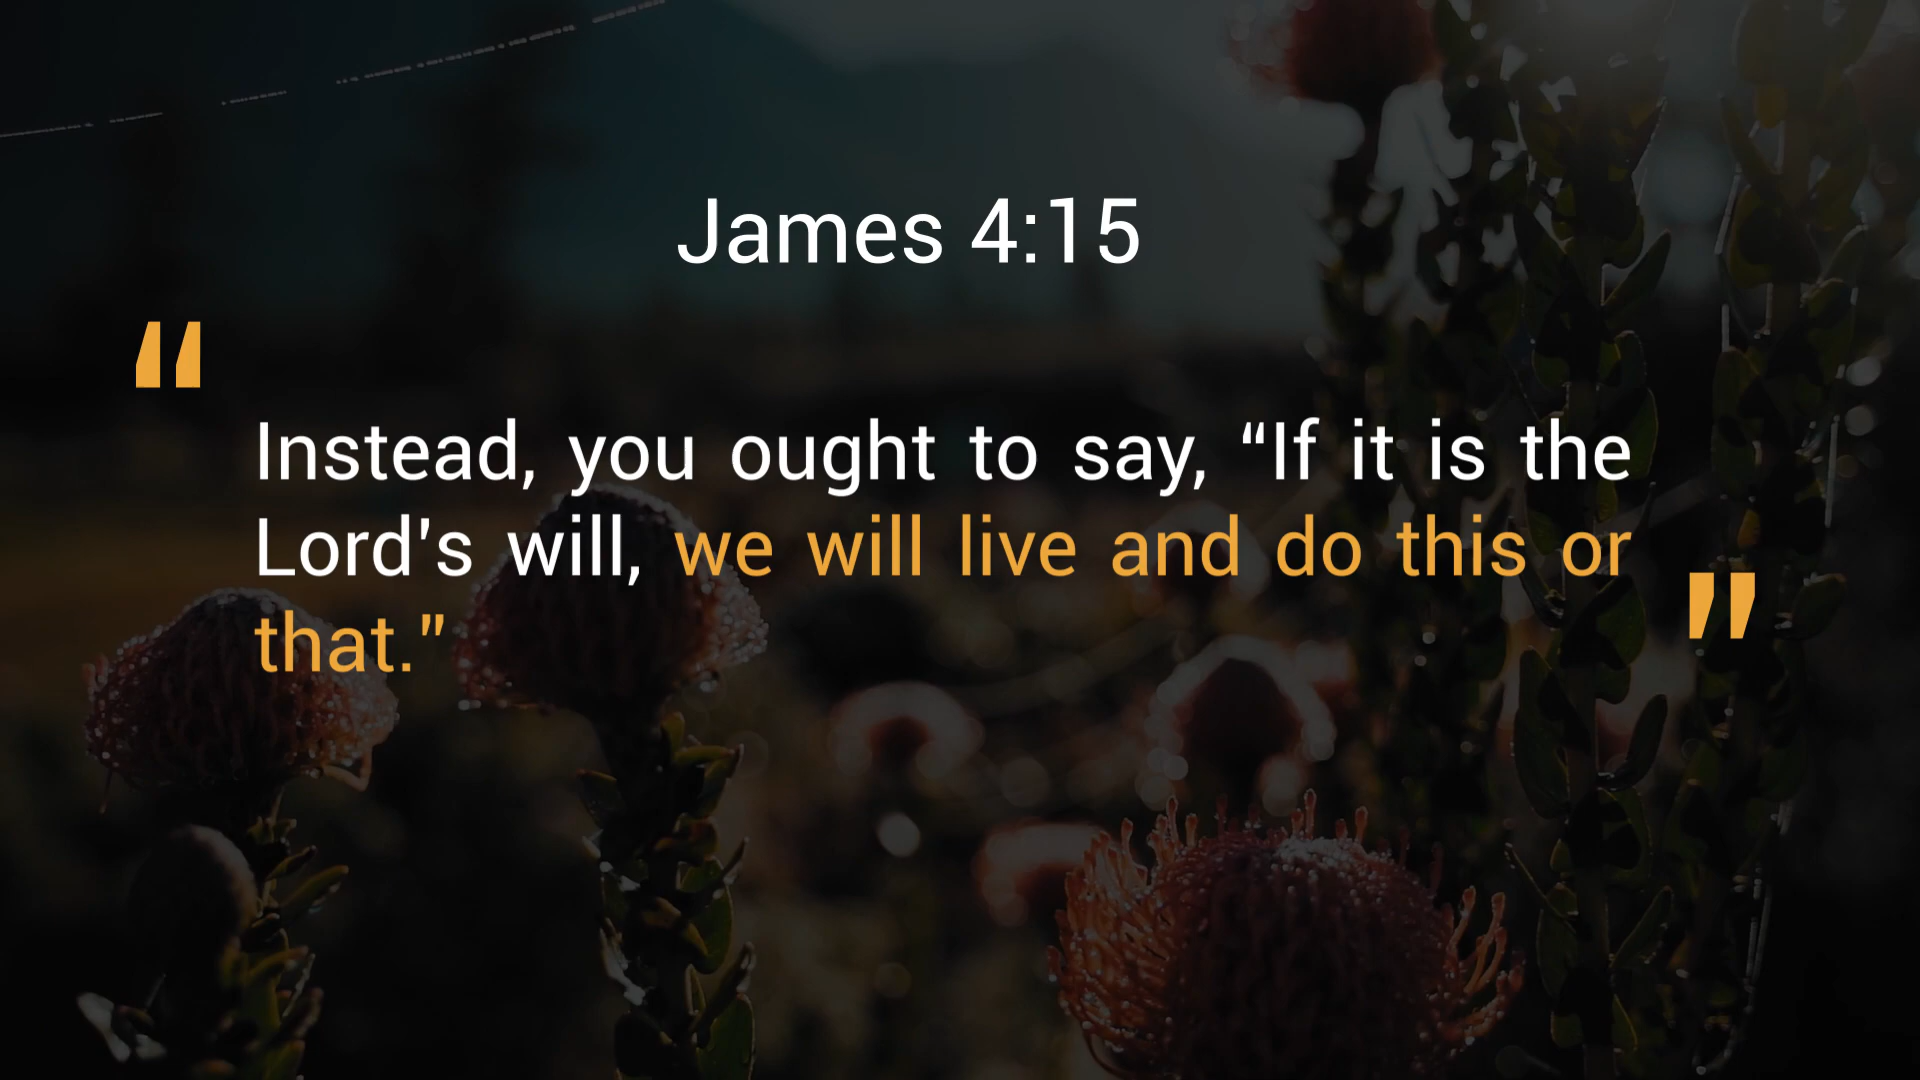 James 4:15
“
Instead, you ought to say, “If it is the
Lord's will, we will live and do this or
that.”
”